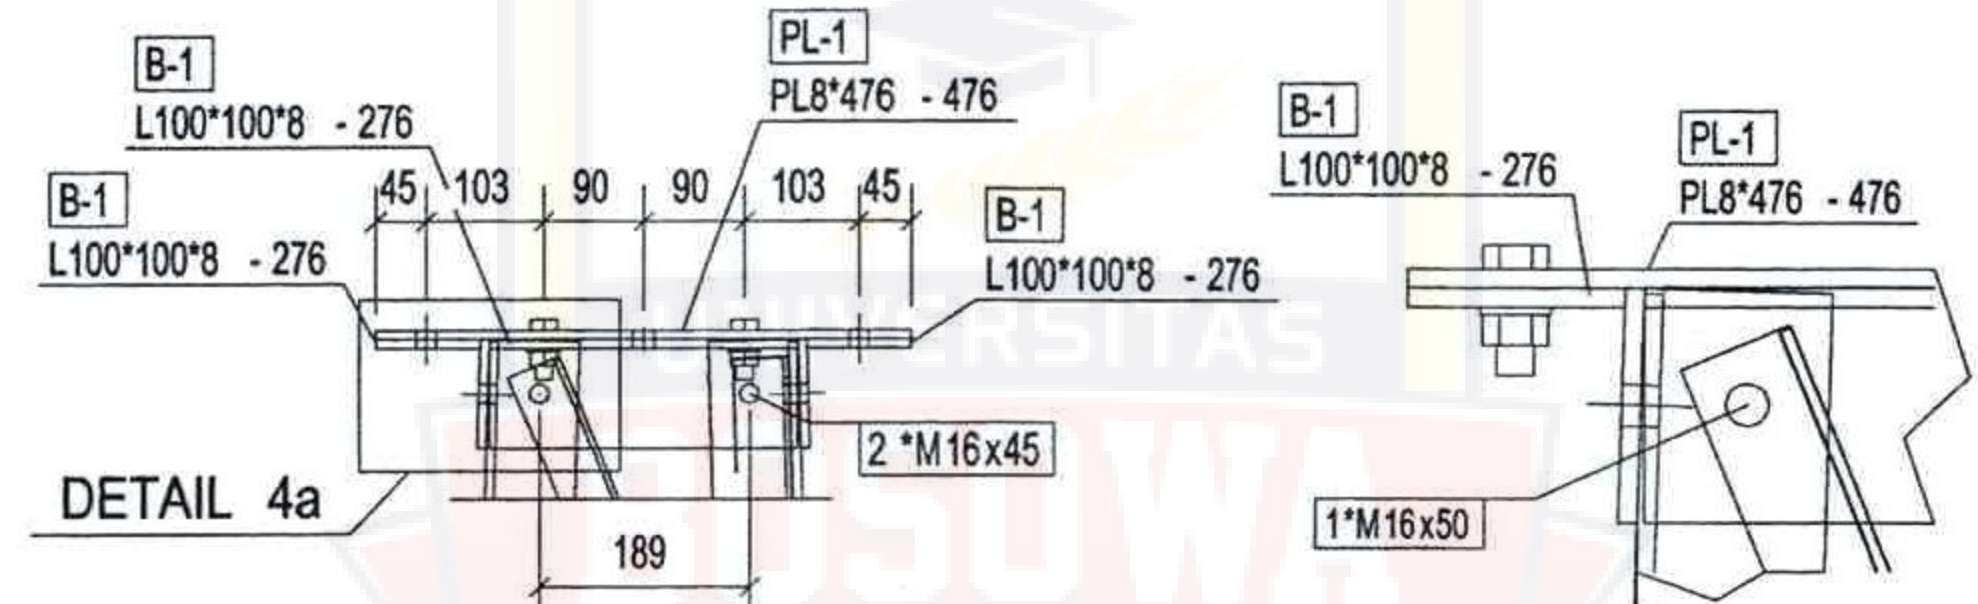 B-1
L100*100*8 - 276
PL-1
PL8*476 - 476
B-1
L100*100*8 - 276
45 103 90 90 103 45
B-1
L100*100*8 - 276
2 *M16x45
DETAIL 4a
189
B-1
L100*100*8 - 276
PL-1
PL8*476 - 476
1*M16x50
UNIVERSITAS
BOSOWA